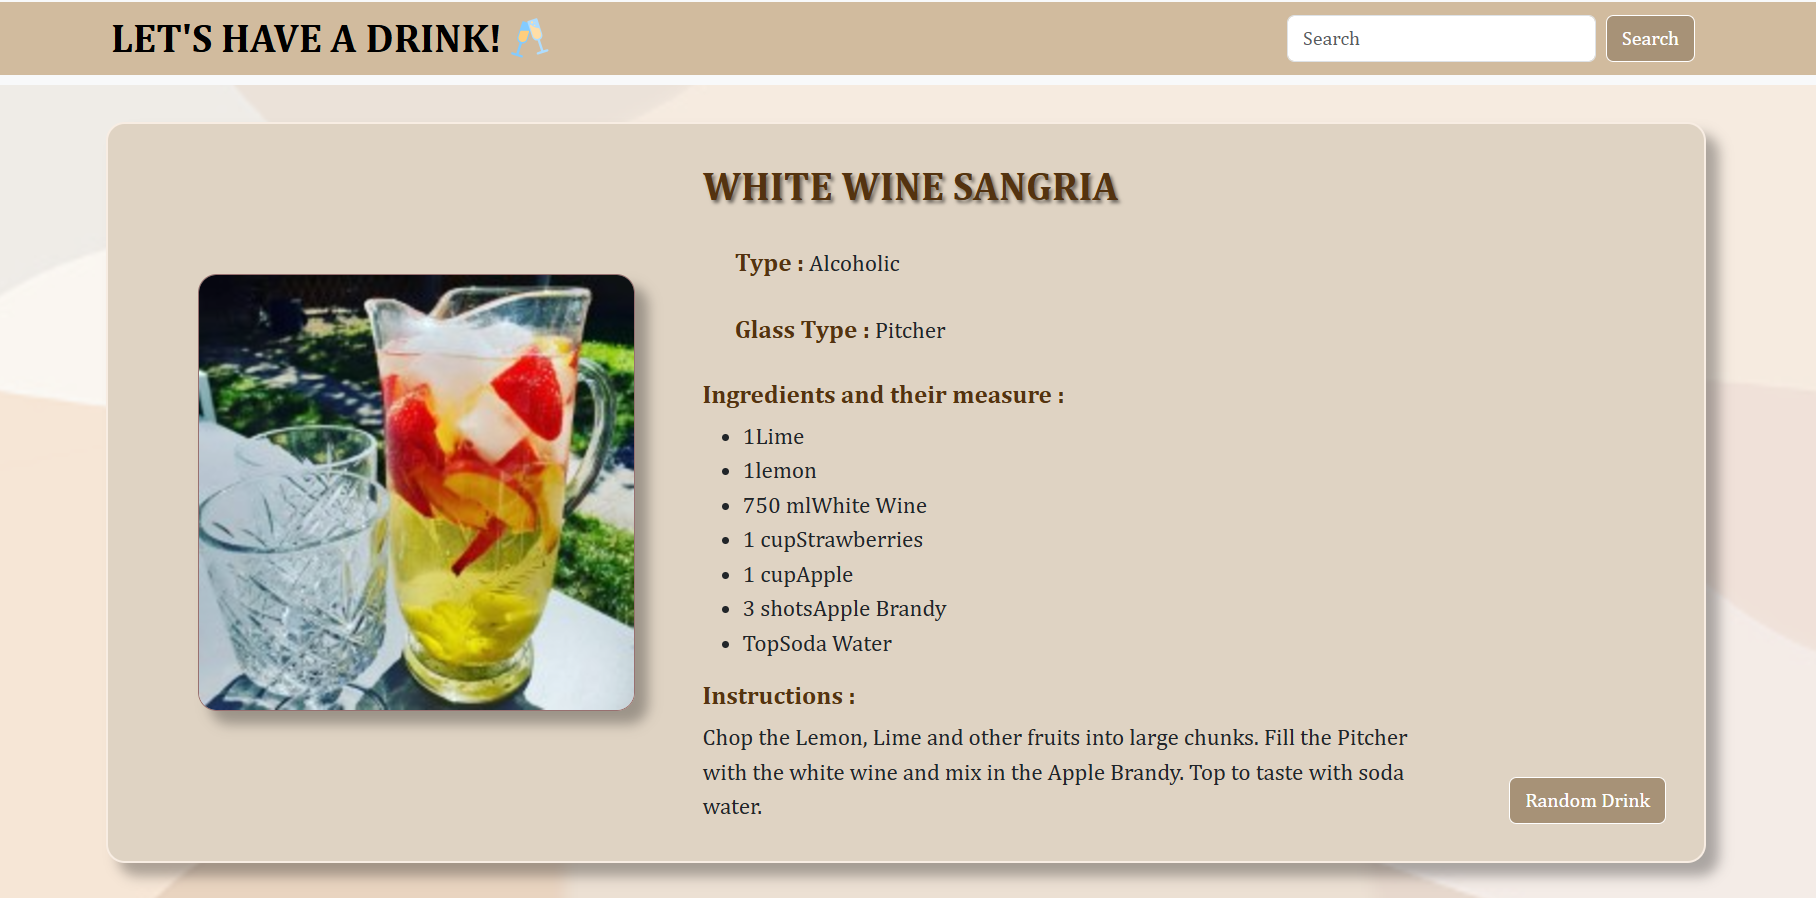 LET'S HAVE A DRINK! 🥂
Search
Search
WHITE WINE SANGRIA
Type : Alcoholic
Glass Type : Pitcher
Ingredients and their measure :
• 1Lime
• 1lemon
• 750 mlWhite Wine
• 1 cupStrawberries
• 1 cupApple
• 3 shotsApple Brandy
• TopSoda Water
Instructions :
Chop the Lemon, Lime and other fruits into large chunks. Fill the Pitcher
with the white wine and mix in the Apple Brandy. Top to taste with soda
water.
Random Drink